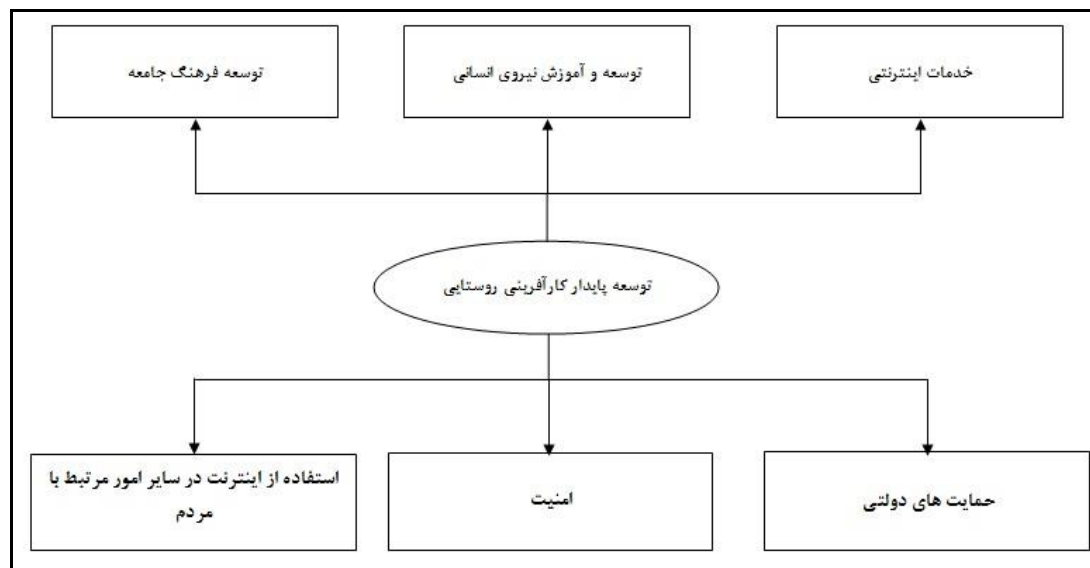 خدمات اینترنتی
توسعه و آموزش نیروی انسانی
توسعه فرهنگ جامعه
توسعه پایدار کارآفرینی روستایی
حمایت های دولتی
امنیت
استفاده از اینترنت در سایر امور مرتبط با
مردم